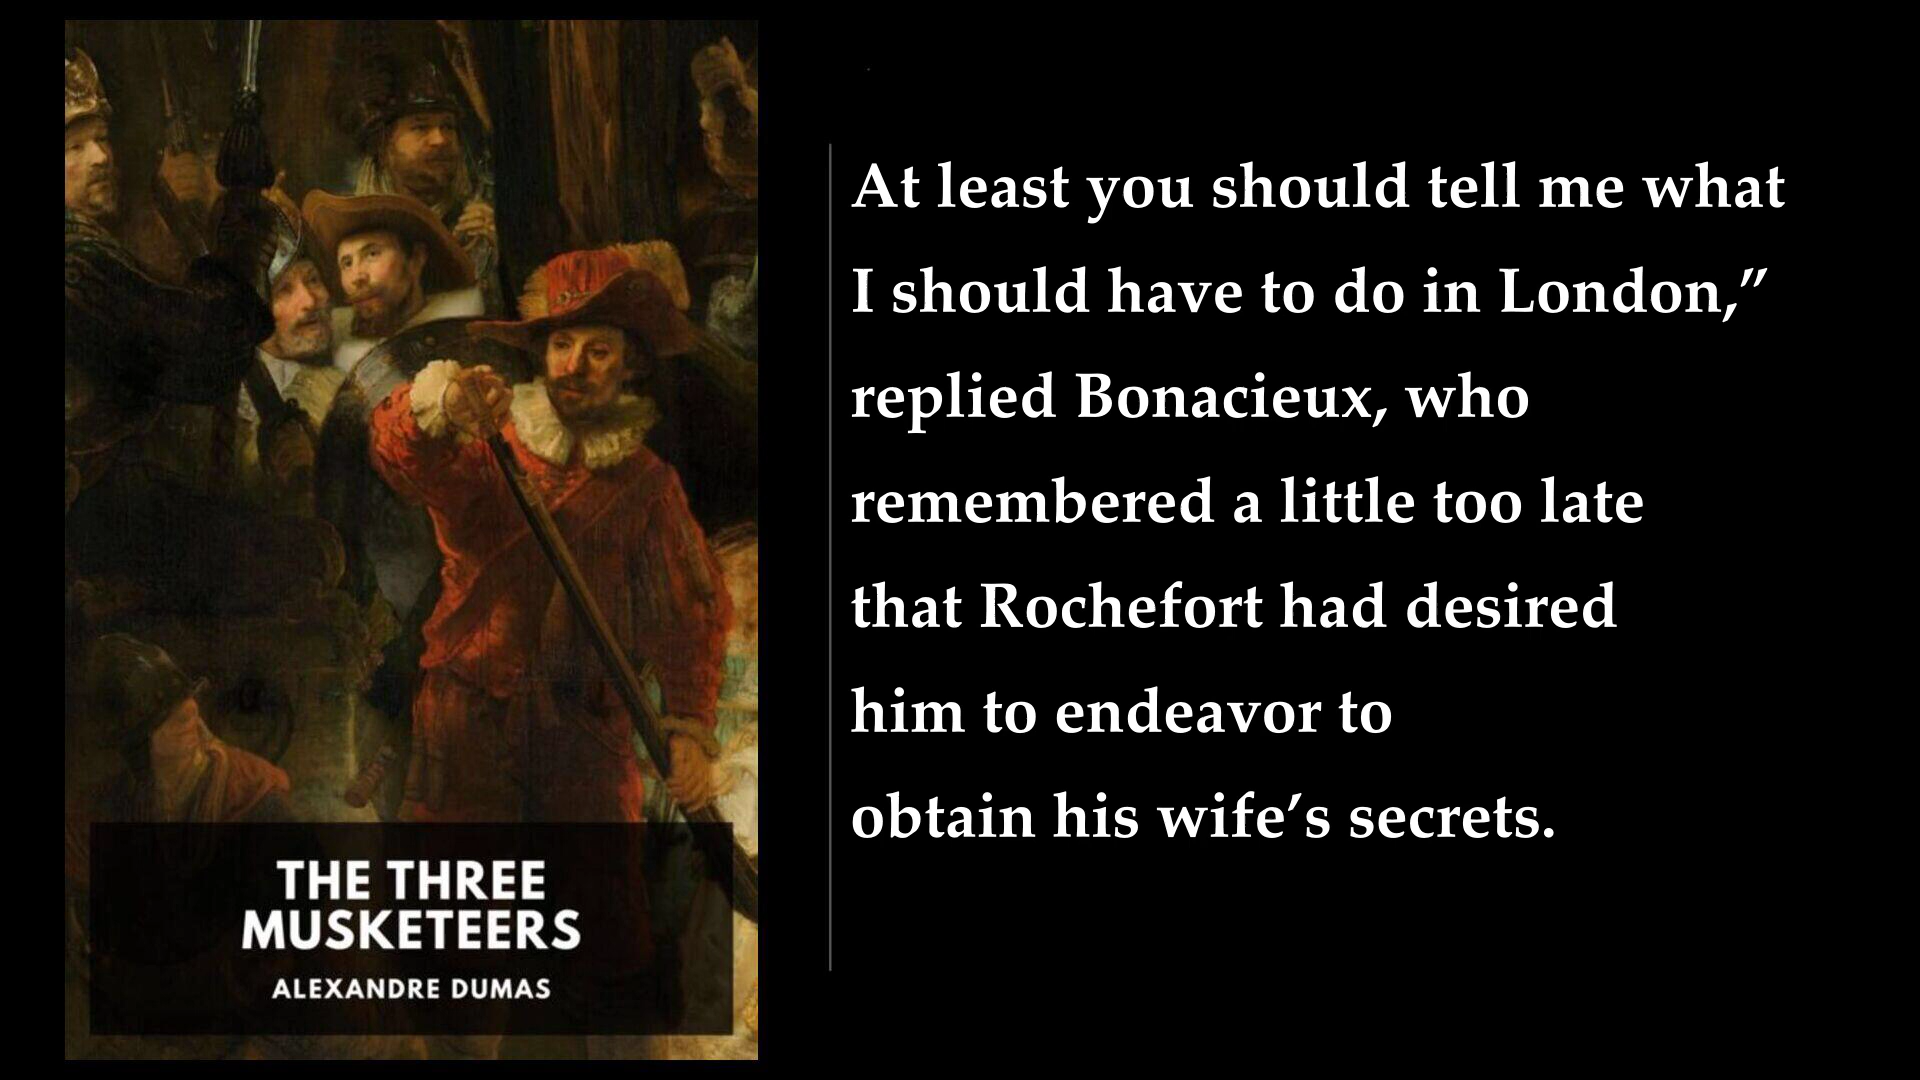 At least you should tell me what
I should have to do in London,”
replied Bonacieux, who
remembered a little too late
that Rochefort had desired
him to endeavor to
obtain his wife’s secrets.
THE THREE
MUSKETEERS
ALEXANDRE DUMAS